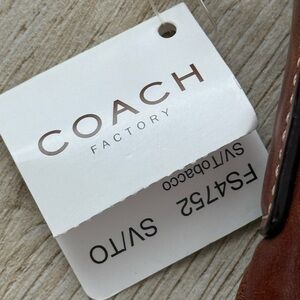 COACH
FACTORY
FS4752 SV/TO
SV/Tobacco